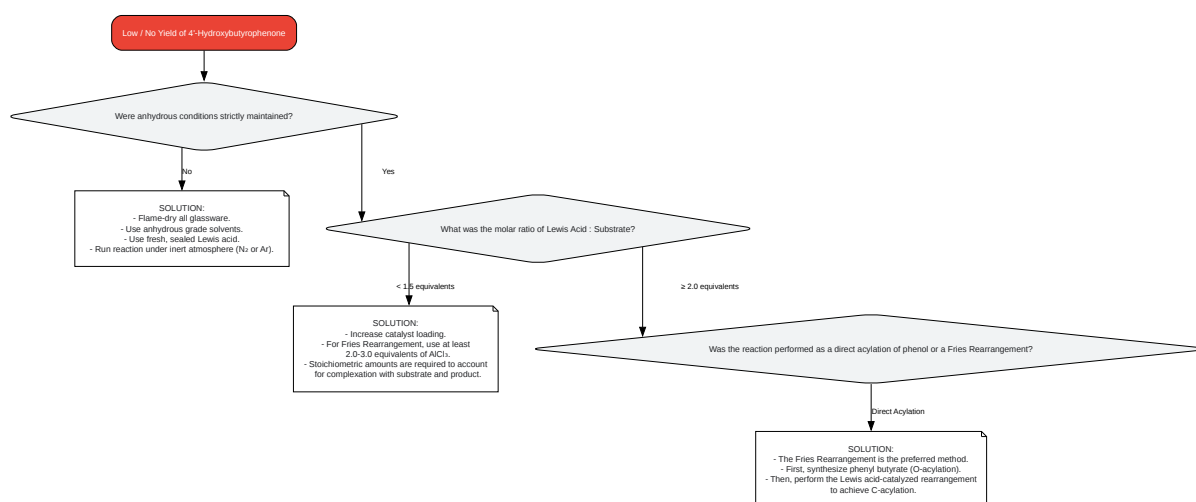 Low / No Yield of 4'-Hydroxybutyrophenone
Were anhydrous conditions strictly maintained?
No
Yes
SOLUTION:
- Flame-dry all glassware.
- Use anhydrous grade solvents.
- Use fresh, sealed Lewis acid.
- Run reaction under inert atmosphere (N₂ or Ar).
What was the molar ratio of Lewis Acid : Substrate?
< 1.5 equivalents
≥ 2.0 equivalents
SOLUTION:
- Increase catalyst loading.
- For Fries Rearrangement, use at least
2.0-3.0 equivalents of AlCl₃.
- Stoichiometric amounts are required to account
for complexation with substrate and product.
Was the reaction performed as a direct acylation of phenol or a Fries Rearrangement?
Direct Acylation
SOLUTION:
- The Fries Rearrangement is the preferred method.
- First, synthesize phenyl butyrate (O-acylation).
- Then, perform the Lewis acid-catalyzed rearrangement
to achieve C-acylation.